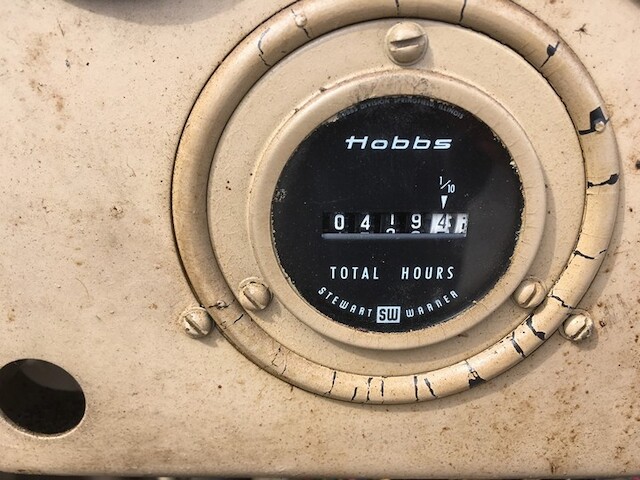 Hobbs
1/10
04194
TOTAL HOURS
STEWART SW WARNER